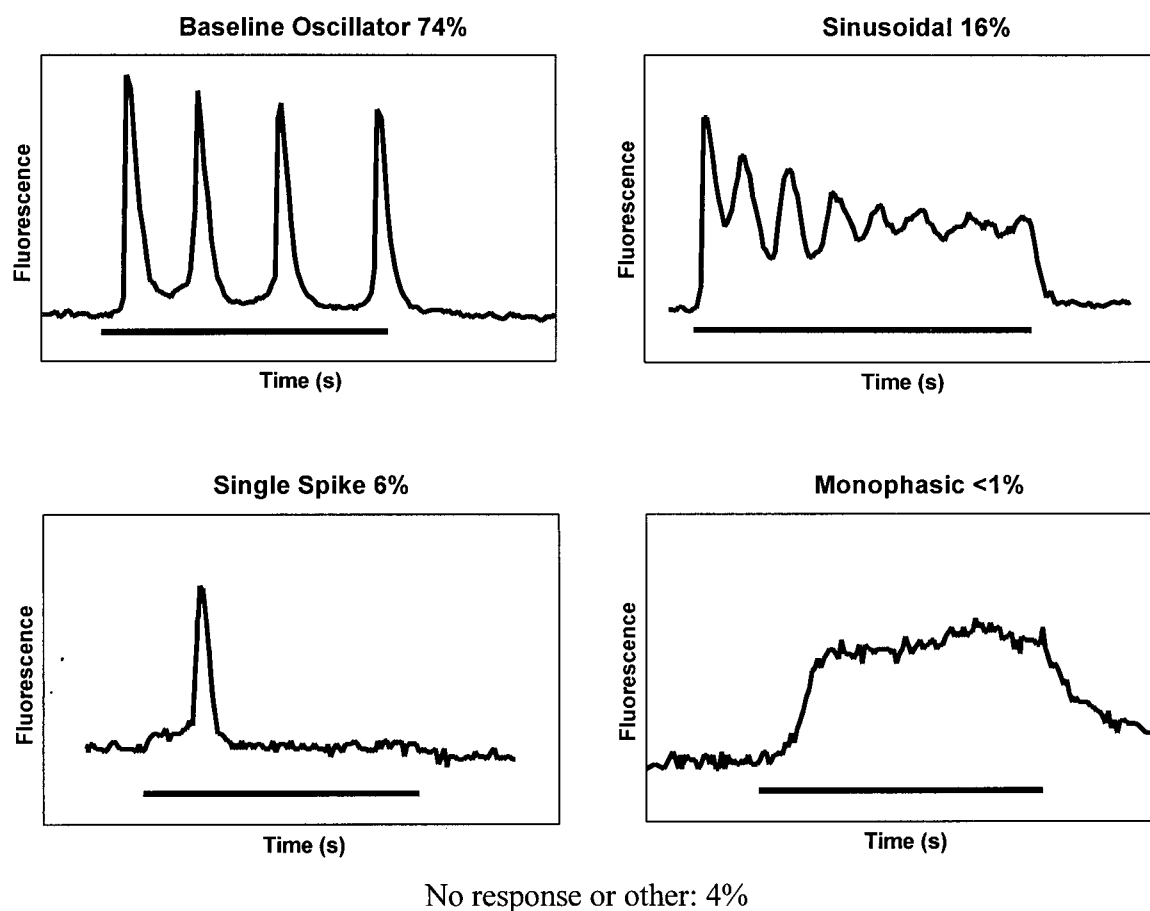 Baseline Oscillator 74%
Fluorescence
Time (s)
Sinusoidal 16%
Fluorescence
Time (s)
Single Spike 6%
Fluorescence
Time (s)
Monophasic <1%
Fluorescence
Time (s)
No response or other: 4%